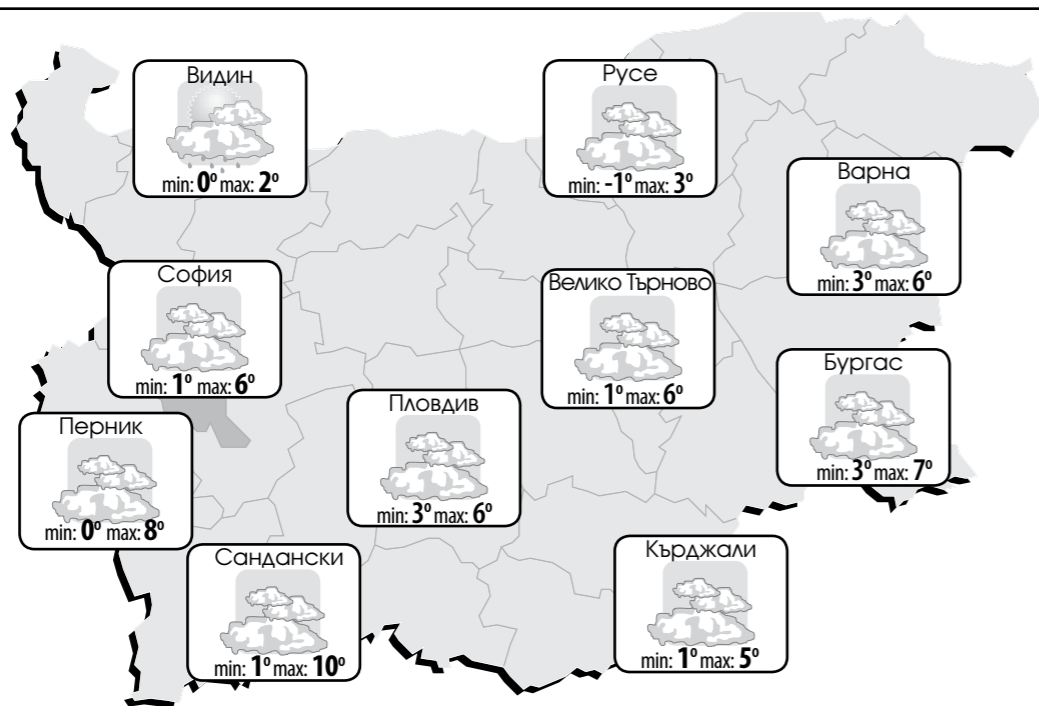 Видин
min: 0° max: 2°
Русе
min: -1° max: 3°
Варна
min: 3° max: 6°
София
min: 1° max: 6°
Велико Търново
min: 1° max: 6°
Бургас
min: 3° max: 7°
Пловдив
min: 3° max: 6°
Перник
min: 0° max: 8°
Сандански
min: 1° max: 10°
Кърджали
min: 1° max: 5°